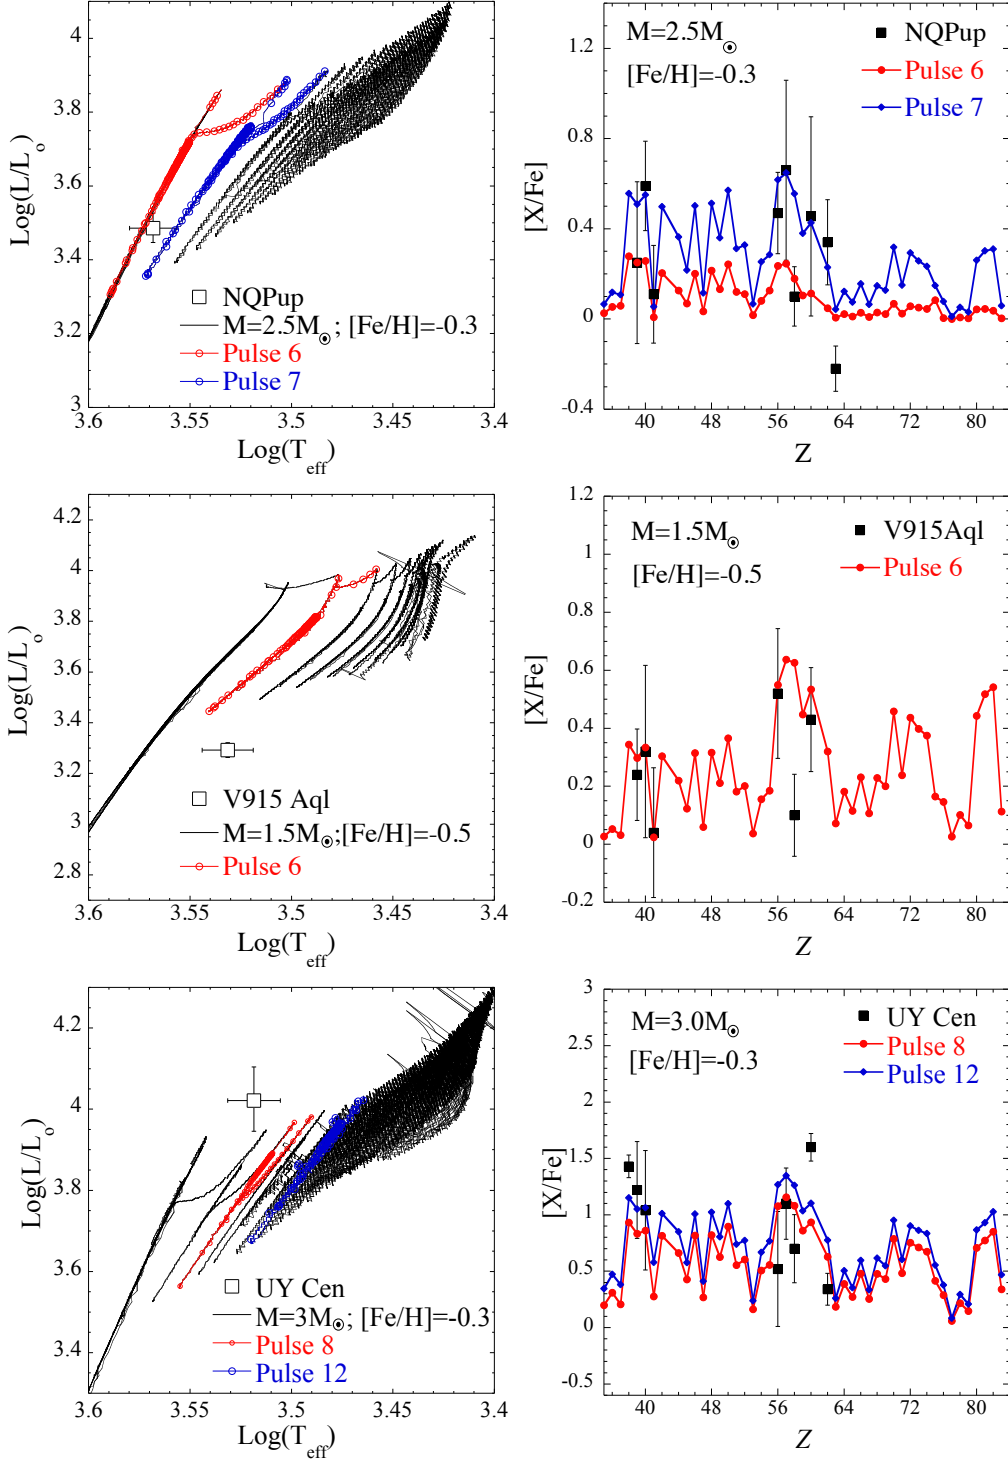 4
3.8
3.6
3.4
3.2
3
Log(L/L₀)
3.6
3.55
3.5
3.45
3.4
Log(T_eff)
NQPup
M=2.5M⊙; [Fe/H]=-0.3
Pulse 6
Pulse 7
1.2
0.8
0.4
0
-0.4
[X/Fe]
40
48
56
64
72
80
Z
M=2.5M⊙
[Fe/H]=-0.3
NQPup
Pulse 6
Pulse 7
4.2
4
3.8
3.6
3.4
3.2
3
2.8
Log(L/L₀)
3.6
3.55
3.5
3.45
3.4
Log(T_eff)
V915 Aql
M=1.5M⊙;[Fe/H]=-0.5
Pulse 6
1.2
1
0.8
0.6
0.4
0.2
0
-0.2
[X/Fe]
40
48
56
64
72
80
Z
M=1.5M⊙
[Fe/H]=-0.5
V915Aql
Pulse 6
4.2
4
3.8
3.6
3.4
Log(L/L₀)
3.6
3.55
3.5
3.45
3.4
Log(T_eff)
UY Cen
M=3M⊙; [Fe/H]=-0.3
Pulse 8
Pulse 12
3
2.5
2
1.5
1
0.5
0
-0.5
[X/Fe]
40
48
56
64
72
80
Z
M=3.0M⊙
[Fe/H]=-0.3
UY Cen
Pulse 8
Pulse 12